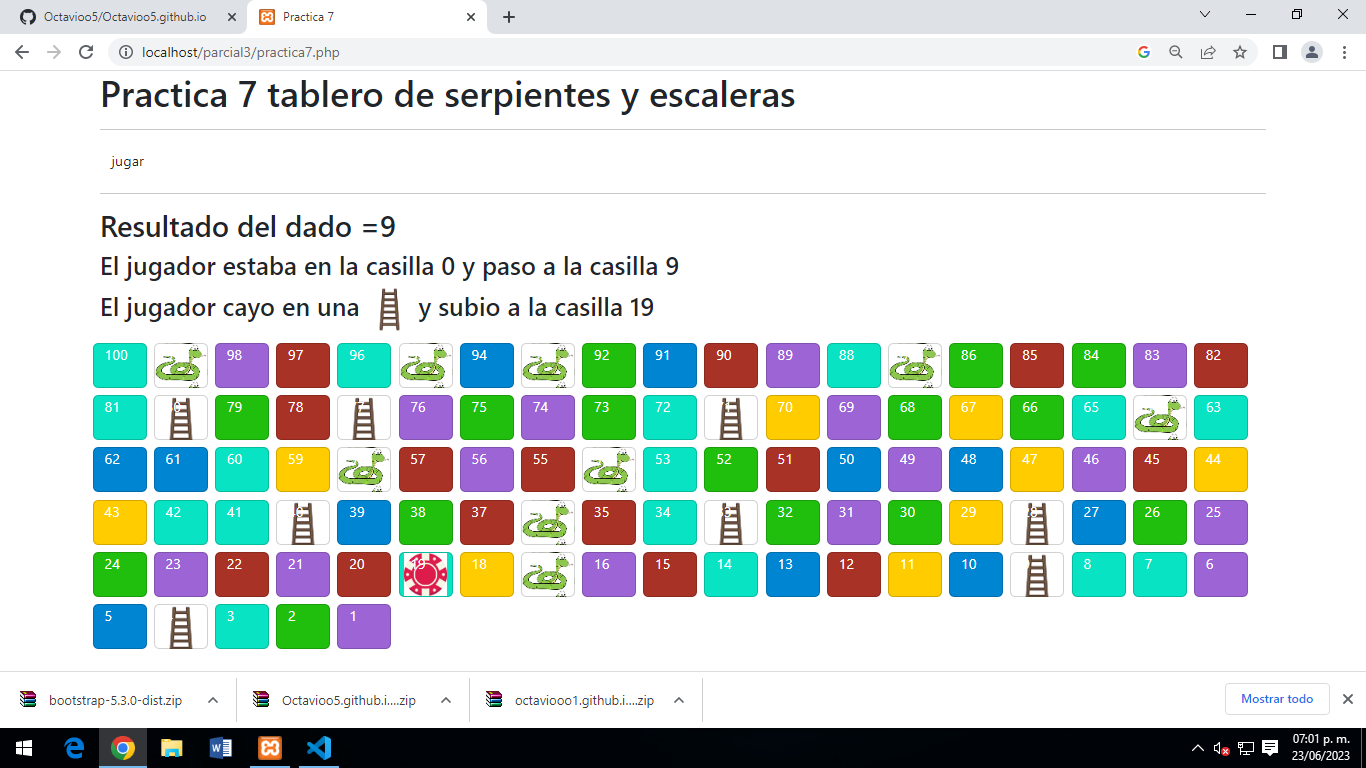 Octavioo5/Octavioo5.github.io
Practica 7
localhost/parcial3/practica7.php
Practica 7 tablero de serpientes y escaleras
jugar
Resultado del dado =9
El jugador estaba en la casilla 0 y paso a la casilla 9
El jugador cayo en una y subio a la casilla 19
100 98 97 96 94 92 91 90 89 88 86 85 84 83 82
81 79 78 76 75 74 73 72 70 69 68 67 66 65 63
62 61 60 59 57 56 55 53 52 51 50 49 48 47 46 45 44
43 42 41 39 38 37 35 34 32 31 30 29 27 26 25
24 23 22 21 20 19 18 16 15 14 13 12 11 10 8 7 6
5 3 2 1
bootstrap-5.3.0-dist.zip
Octavioo5.github.i....zip
octaviooo1.github.i....zip
Mostrar todo
07:01 p. m.
23/06/2023